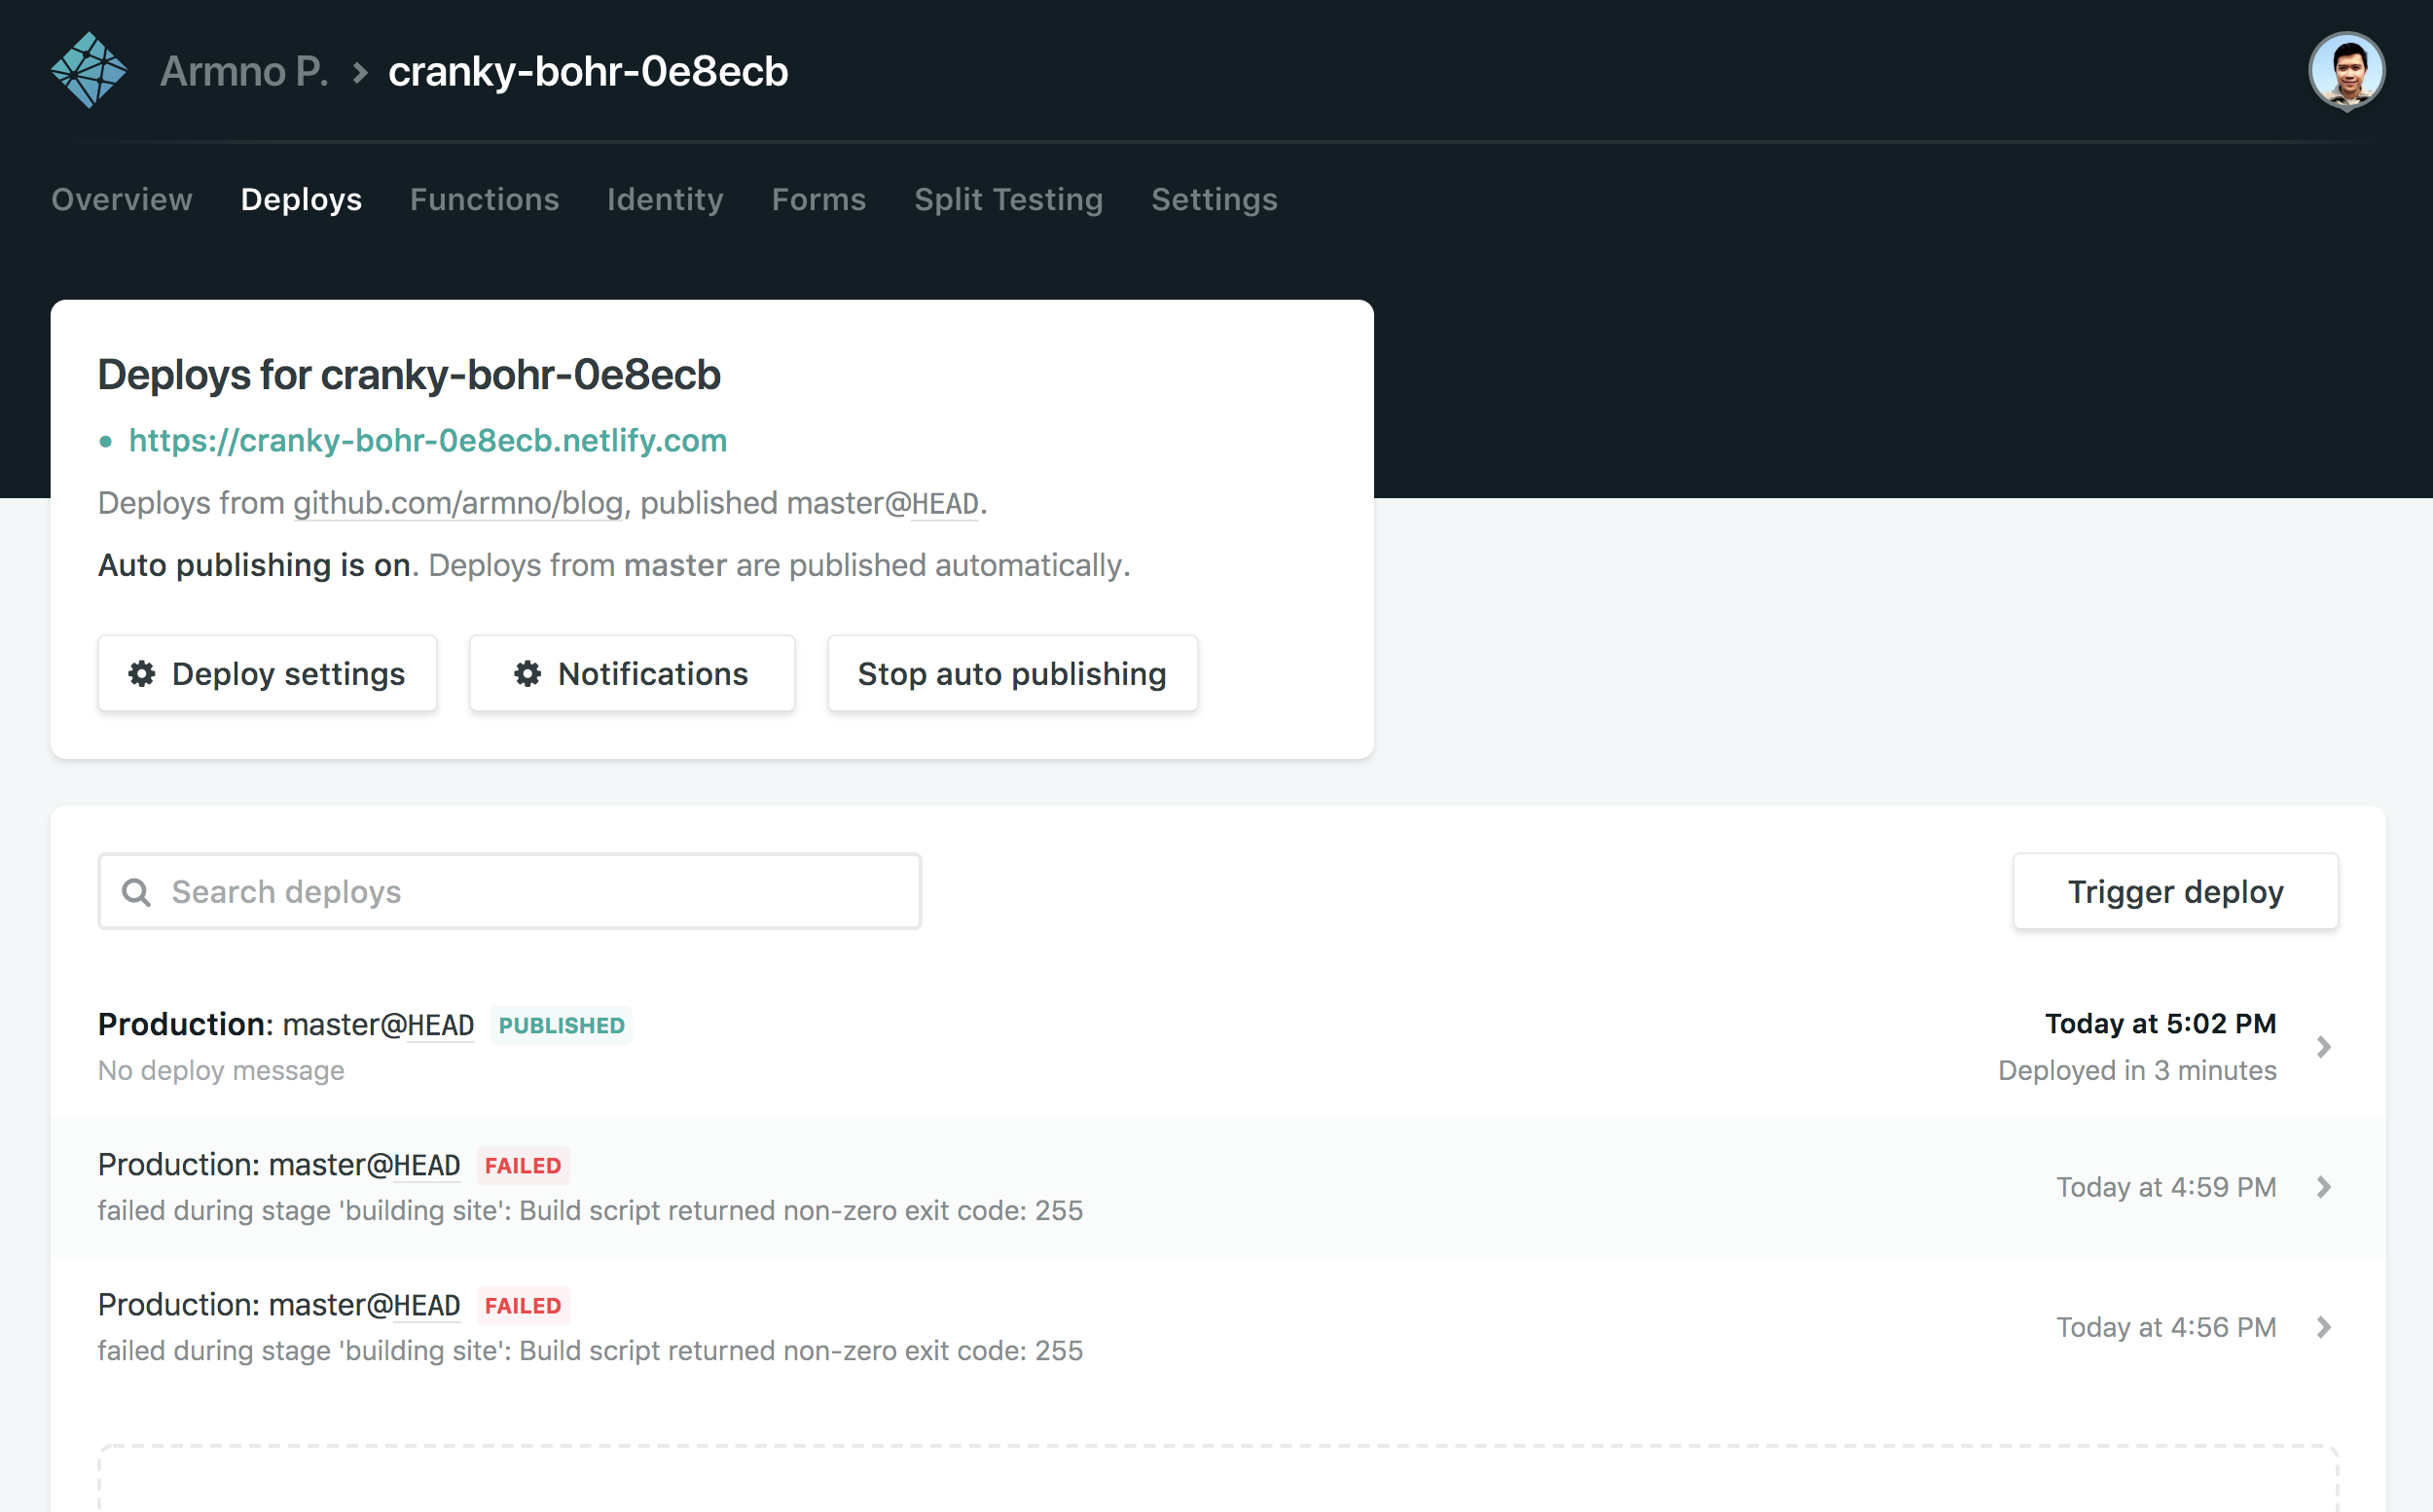 Armno P. > cranky-bohr-0e8ecb
Overview Deploys Functions Identity Forms Split Testing Settings
Deploys for cranky-bohr-0e8ecb
• https://cranky-bohr-0e8ecb.netlify.com
Deploys from github.com/armno/blog, published master@HEAD.
Auto publishing is on. Deploys from master are published automatically.
Deploy settings Notifications Stop auto publishing
Search deploys Trigger deploy
Production: master@HEAD PUBLISHED Today at 5:02 PM
No deploy message Deployed in 3 minutes
Production: master@HEAD FAILED
Today at 4:59 PM
failed during stage 'building site': Build script returned non-zero exit code: 255
Production: master@HEAD FAILED
Today at 4:56 PM
failed during stage 'building site': Build script returned non-zero exit code: 255